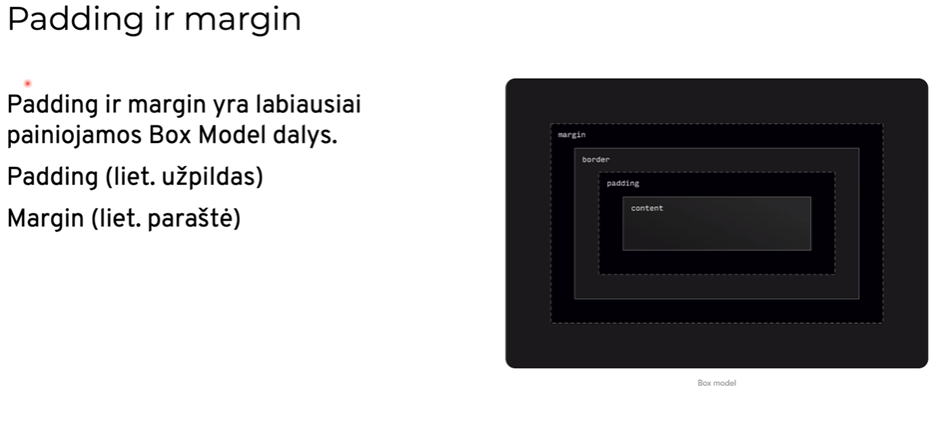 Padding ir margin
Padding ir margin yra labiausiai
painiojamos Box Model dalys.
Padding (liet. užpildas)
Margin (liet. paraštė)
margin
border
padding
content
Box model